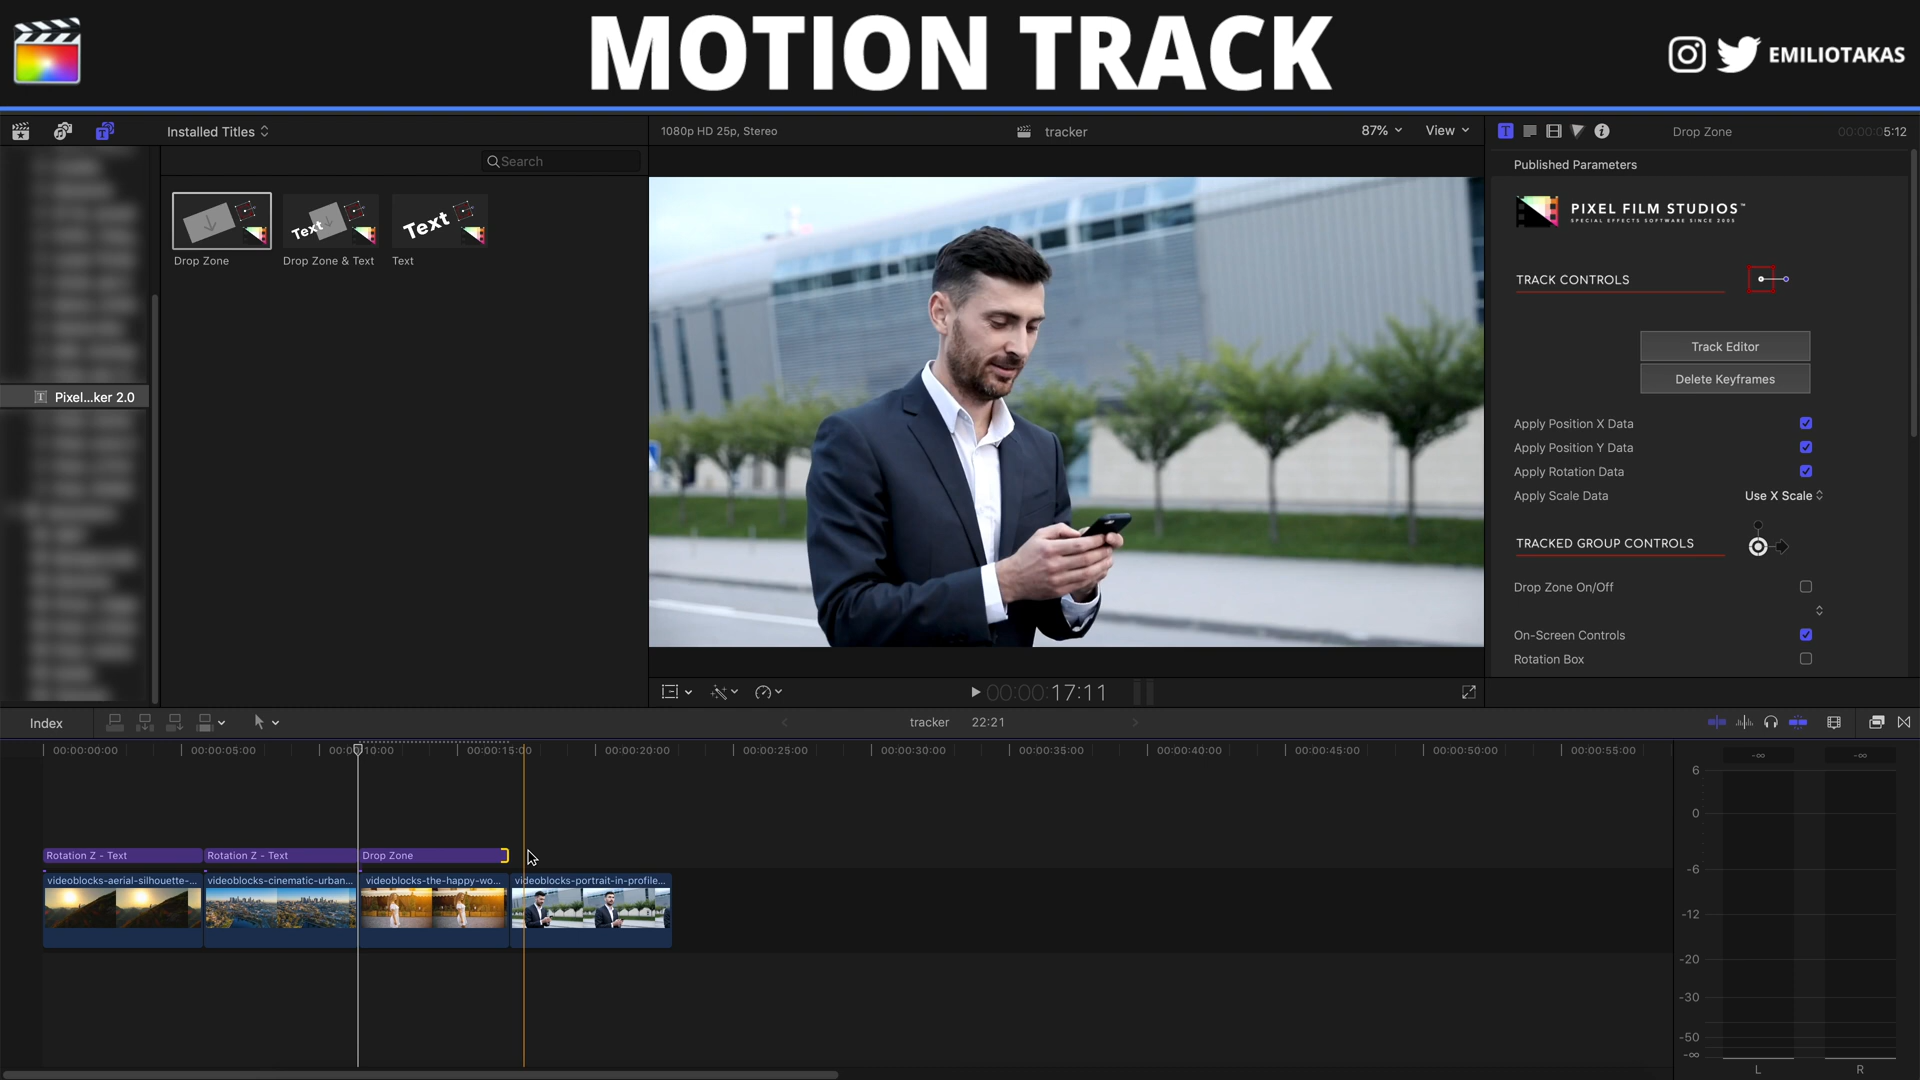 MOTION TRACK
EMILIOTAKAS
Installed Titles
1080p HD 25p, Stereo
tracker
87%
View
Drop Zone
00:00:05:12
Search
Published Parameters
Drop Zone
Drop Zone & Text
Text
Text
Text
PIXEL FILM STUDIOS™
SPECIAL EFFECTS SOFTWARE SINCE 2005
TRACK CONTROLS
Track Editor
Delete Keyframes
Pixel...ker 2.0
Apply Position X Data
Apply Position Y Data
Apply Rotation Data
Apply Scale Data
Use X Scale
TRACKED GROUP CONTROLS
Drop Zone On/Off
On-Screen Controls
Rotation Box
00:00:17:11
Index
tracker
22:21
00:00:00:00
00:00:05:00
00:00:10:00
00:00:15:00
00:00:20:00
00:00:25:00
00:00:30:00
00:00:35:00
00:00:40:00
00:00:45:00
00:00:50:00
00:00:55:00
Rotation Z - Text
Rotation Z - Text
Drop Zone
videoblocks-aerial-silhouette-...
videoblocks-cinematic-urban...
videoblocks-the-happy-wo...
videoblocks-portrait-in-profile...
-∞
-∞
6
0
-6
-12
-20
-30
-50
-∞
L
R